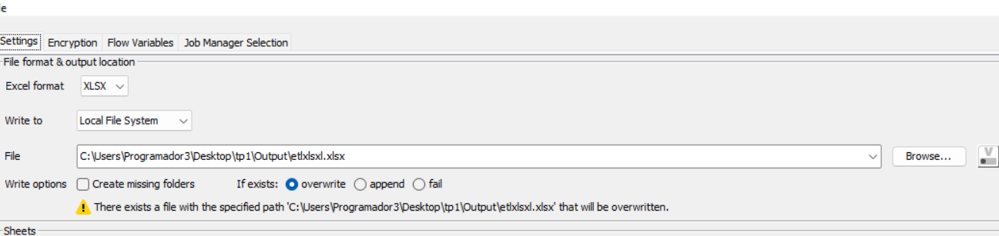 le
Settings Encryption Flow Variables Job Manager Selection
File format & output location
Excel format XLSX
Write to Local File System
File C:\Users\Programador3\Desktop\tp1\Output\etlxlsxl.xlsx Browse... V
Write options Create missing folders If exists: overwrite append fail
There exists a file with the specified path 'C:\Users\Programador3\Desktop\tp1\Output\etlxlsxl.xlsx' that will be overwritten.
Sheets